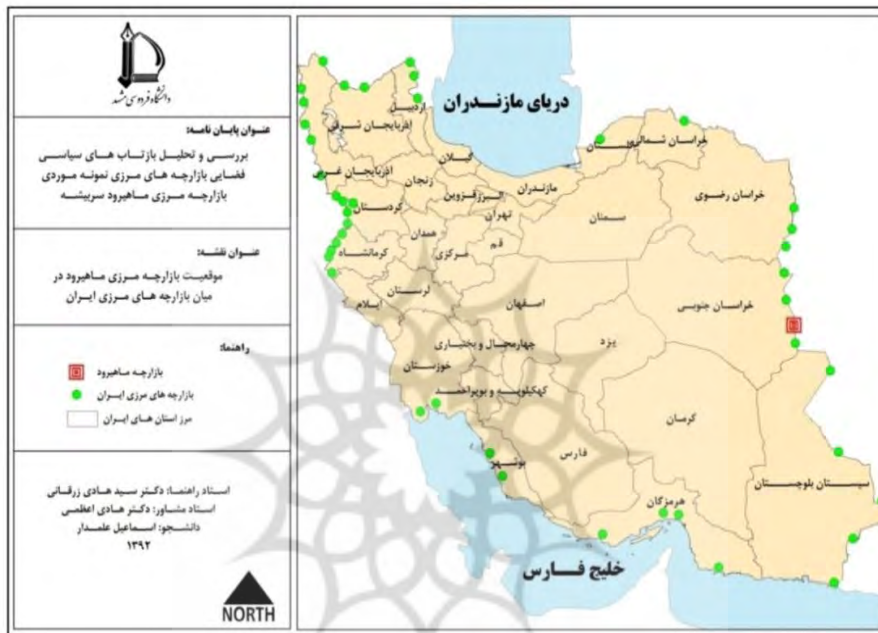 دانشگاه فردوسی مشهد
عنوان پایان نامه:
بررسی و تحلیل بازتاب های سیاسی
فضایی بازارچه های مرزی نمونه موردی
بازارچه مرزی ماهیرود سربیشه
عنوان نقشه:
موقعیت بازارچه مرزی ماهیرود در
میان بازارچه های مرزی ایران
راهنما:
بازارچه ماهیرود
بازارچه های مرزی ایران
مرز استان های ایران
استاد راهنما: دکتر سید هادی زرقانی
استاد مشاور: دکتر هادی اعظمی
دانشجو: اسماعیل علمدار
۱۳۹۲
NORTH
دریای مازندران
اردبیل
آذربایجان شرقی
آذربایجان غربی
گیلان
زنجان
قزوین
البرز
مازندران
خراسان شمالی
خراسان رضوی
کردستان
تهران
سمنان
همدان
قم
مرکزی
کرمانشاه
لرستان
ایلام
اصفهان
خراسان جنوبی
یزد
چهارمحال و بختیاری
خوزستان
کهکیلویه و بویراحمد
کرمان
فارس
بوشهر
سیستان بلوچستان
هرمزگان
خلیج فارس